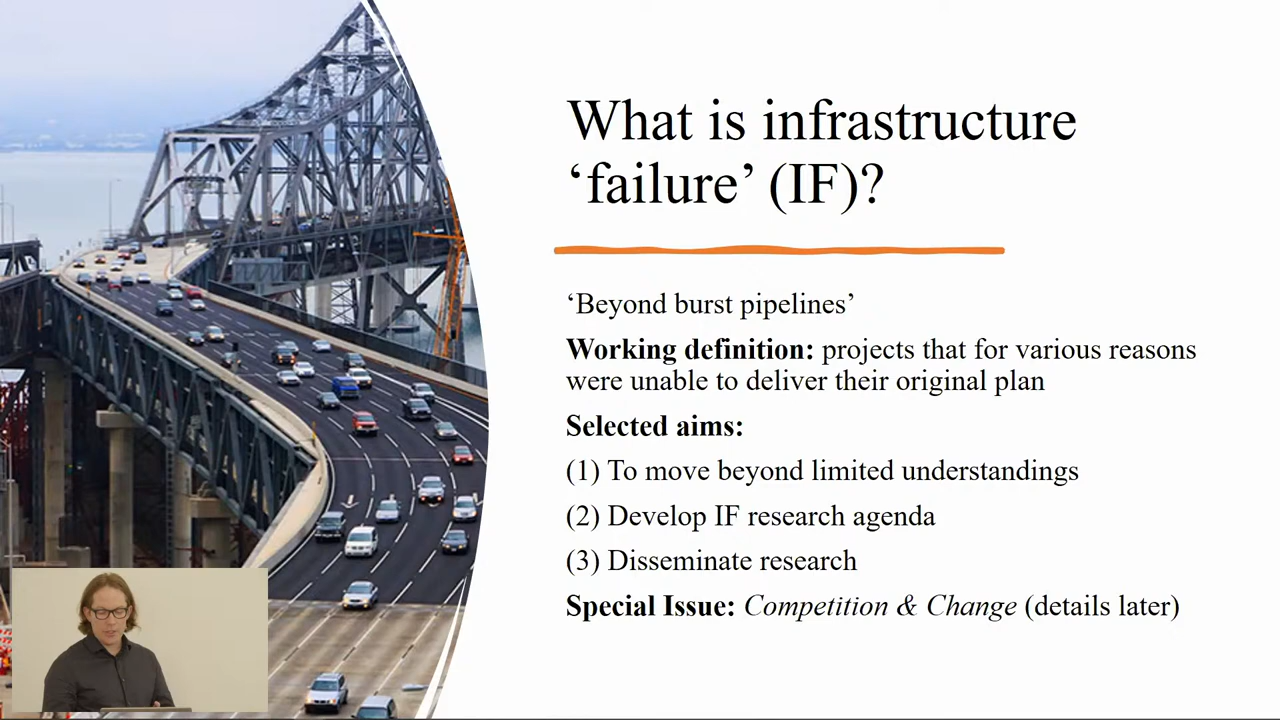 What is infrastructure
‘failure’ (IF)?
‘Beyond burst pipelines’
Working definition: projects that for various reasons
were unable to deliver their original plan
Selected aims:
(1) To move beyond limited understandings
(2) Develop IF research agenda
(3) Disseminate research
Special Issue: Competition & Change (details later)